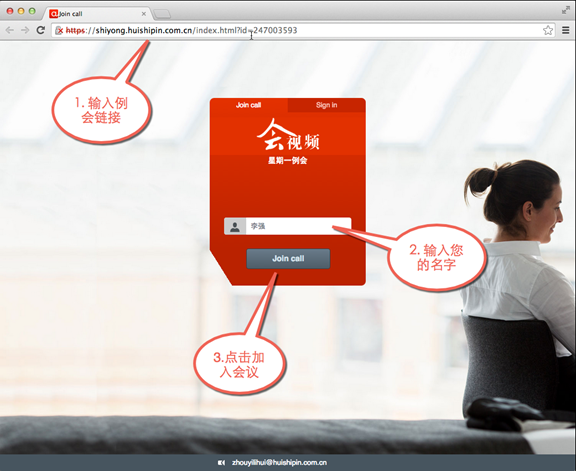 Join call
https://shiyong.huishipin.com.cn/index.html?id=247003593
1. 输入例
会链接
Join call
Sign in
会视频
星期一例会
李强
2. 输入您
的名字
Join call
3.点击加
入会议
zhouyilihui@huishipin.com.cn